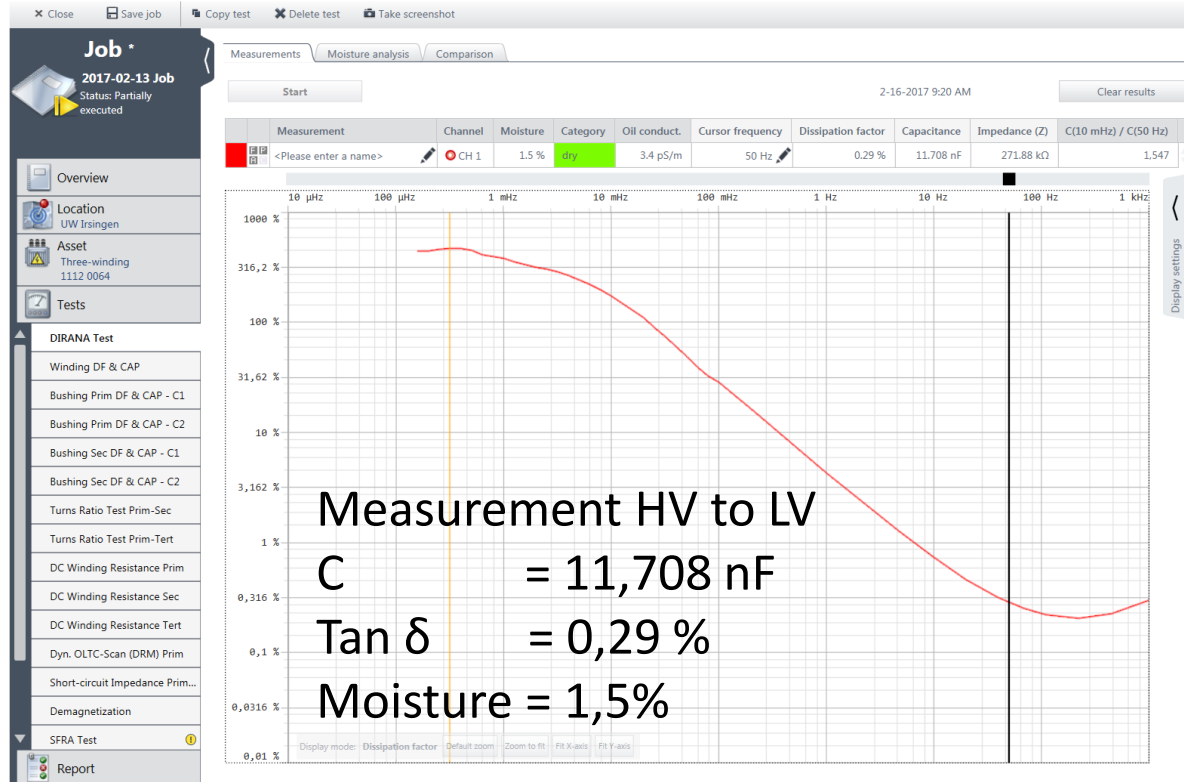 Close Save job Copy test Delete test Take screenshot
Job *
2017-02-13 Job
Status: Partially
executed
Overview
Location
UW Irsingen
Asset
Three-winding
1112 0064
Tests
DIRANA Test
Winding DF & CAP
Bushing Prim DF & CAP - C1
Bushing Prim DF & CAP - C2
Bushing Sec DF & CAP - C1
Bushing Sec DF & CAP - C2
Turns Ratio Test Prim-Sec
Turns Ratio Test Prim-Tert
DC Winding Resistance Prim
DC Winding Resistance Sec
DC Winding Resistance Tert
Dyn. OLTC-Scan (DRM) Prim
Short-circuit Impedance Prim...
Demagnetization
SFRA Test
Report
Measurements Moisture analysis Comparison
Start 2-16-2017 9:20 AM Clear results
Measurement Channel Moisture Category Oil conduct. Cursor frequency Dissipation factor Capacitance Impedance (Z) C(10 mHz) / C(50 Hz)
F P
<Please enter a name> CH 1 1.5 % dry 3.4 pS/m 50 Hz 0.29 % 11.708 nF 271.88 kΩ 1,547
10 µHz 100 µHz 1 mHz 10 mHz 100 mHz 1 Hz 10 Hz 100 Hz 1 kHz
1000 %
316,2 %
100 %
31,62 %
10 %
3,162 %
1 %
0,316 %
0,1 %
0,0316 %
0,01 %
Measurement HV to LV
C = 11,708 nF
Tan δ = 0,29 %
Moisture = 1,5%
Display mode: Dissipation factor Default zoom Zoom to fit Fit X-axis Fit Y-axis
Display settings